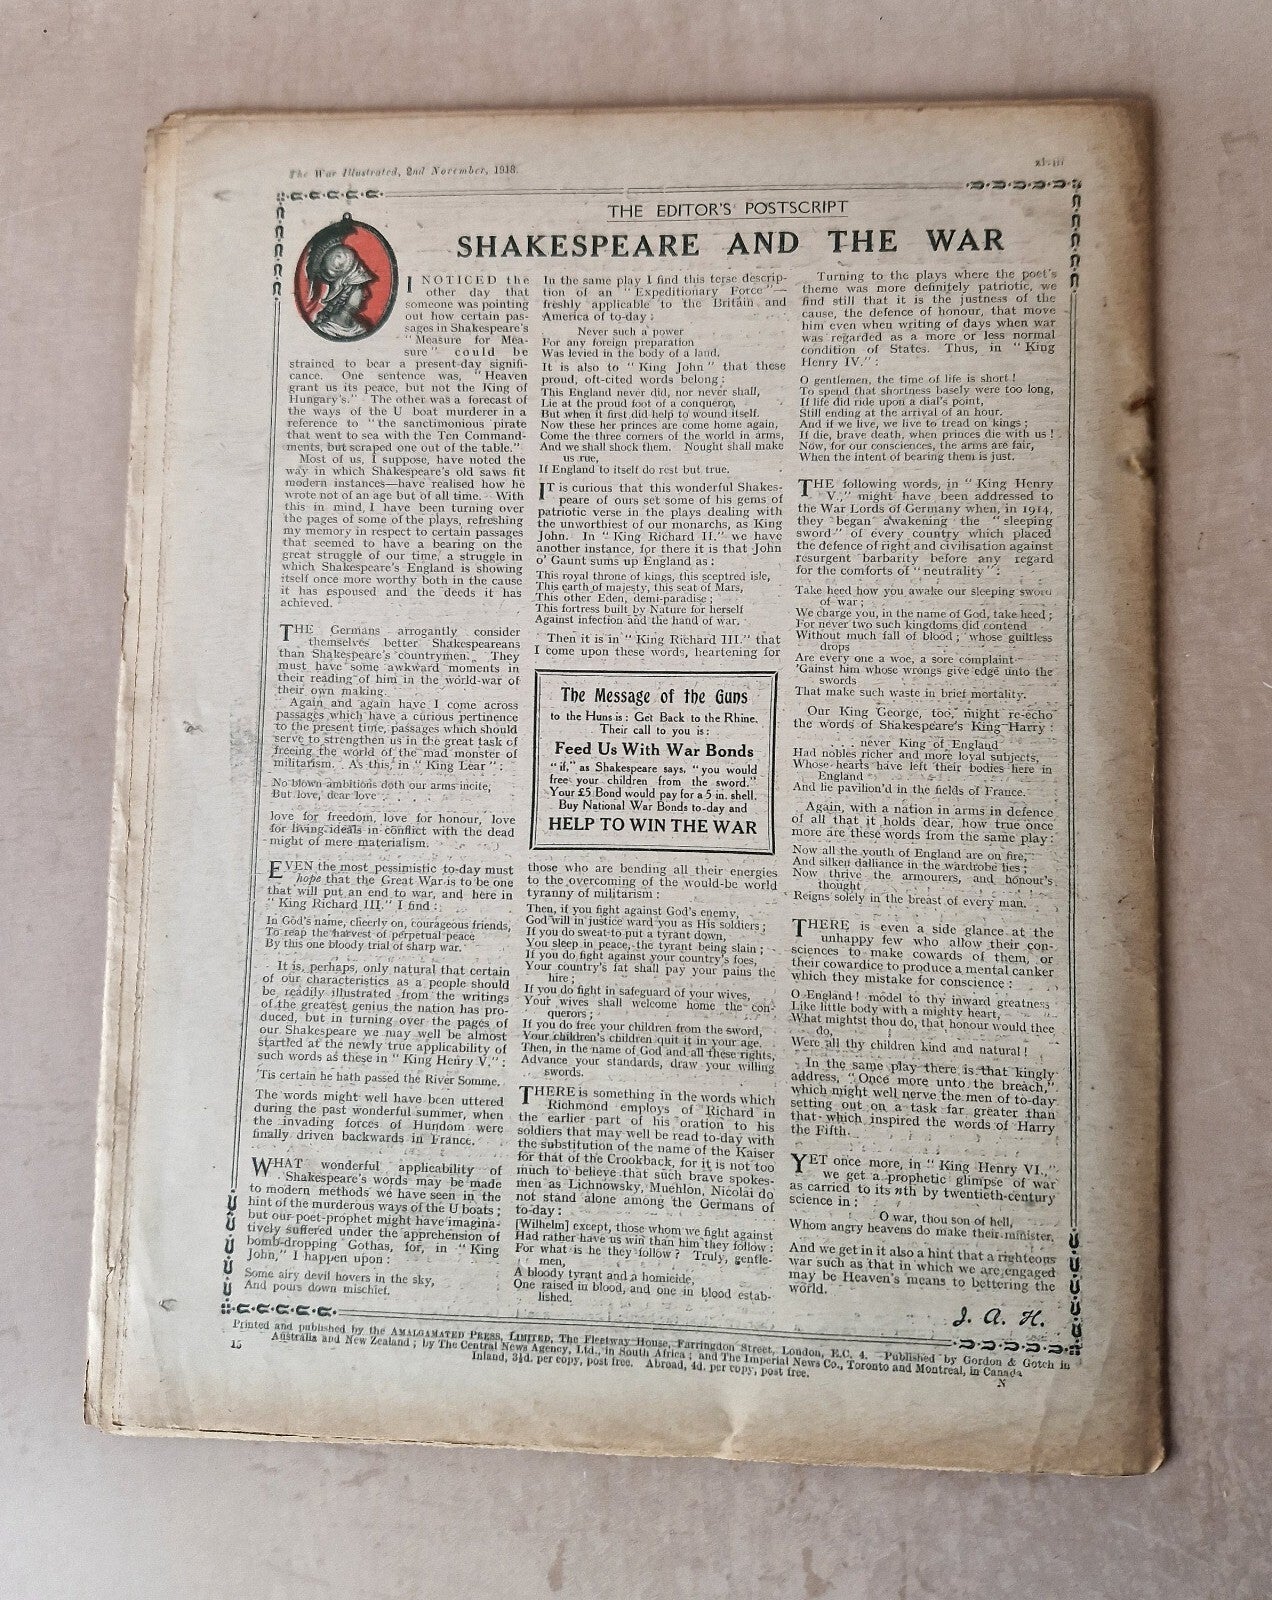 The War Illustrated, 2nd November, 1918.
xlviii
THE EDITOR'S POSTSCRIPT
SHAKESPEARE AND THE WAR
I NOTICED the
other day that
someone was pointing
out how certain pas-
sages in Shakespeare's
"Measure for Mea-
sure" could be
strained to bear a present-day signifi-
cance. One sentence was, "Heaven
grant us its peace, but not the King of
Hungary's." The other was a forecast of
the ways of the U boat murderer in a
reference to "the sanctimonious pirate
that went to sea with the Ten Command-
ments, but scraped one out of the table."
Most of us, I suppose, have noted the
way in which Shakespeare's old saws fit
modern instances—have realised how he
wrote not of an age but of all time. With
this in mind, I have been turning over
the pages of some of the plays, refreshing
my memory in respect to certain passages
that seemed to have a bearing on the
great struggle of our time, a struggle in
which Shakespeare's England is showing
itself once more worthy both in the cause
it has espoused and the deeds it has
achieved.
THE Germans arrogantly consider
themselves better Shakespeareans
than Shakespeare's countrymen. They
must have some awkward moments in
their reading of him in the world-war of
their own making.
Again and again have I come across
passages which have a curious pertinence
to the present time, passages which should
serve to strengthen us in the great task of
freeing the world of the mad monster of
militarism. As this, in "King Lear":
No blown ambitions doth our arms incite,
But love, dear love . . .
love for freedom, love for honour, love
for living ideals in conflict with the dead
might of mere materialism.
EVEN the most pessimistic to-day must
hope that the Great War is to be one
that will put an end to war, and here in
"King Richard III." I find:
In God's name, cheerly on, courageous friends,
To reap the harvest of perpetual peace
By this one bloody trial of sharp war.
It is, perhaps, only natural that certain
of our characteristics as a people should
be readily illustrated from the writings
of the greatest genius the nation has pro-
duced, but in turning over the pages of
our Shakespeare we may well be almost
startled at the newly true applicability of
such words as these in "King Henry V.":
'Tis certain he hath passed the River Somme.
The words might well have been uttered
during the past wonderful summer, when
the invading forces of Hundom were
finally driven backwards in France.
WHAT wonderful applicability of
Shakespeare's words may be made
to modern methods we have seen in the
hint of the murderous ways of the U boats;
but our poet-prophet might have imagina-
tively suffered under the apprehension of
bomb-dropping Gothas, for, in "King
John," I happen upon:
Some airy devil hovers in the sky,
And pours down mischief.
In the same play I find this terse descrip-
tion of an "Expeditionary Force"—
freshly applicable to the Britain and
America of to-day:
Never such a power
For any foreign preparation
Was levied in the body of a land.
It is also to "King John" that these
proud, oft-cited words belong:
This England never did, nor never shall,
Lie at the proud foot of a conqueror,
But when it first did help to wound itself.
Now these her princes are come home again,
Come the three corners of the world in arms,
And we shall shock them. Nought shall make
us rue,
If England to itself do rest but true.
IT is curious that this wonderful Shakes-
peare of ours set some of his gems of
patriotic verse in the plays dealing with
the unworthiest of our monarchs, as King
John. In "King Richard II." we have
another instance, for there it is that John
o' Gaunt sums up England as:
This royal throne of kings, this sceptred isle,
This earth of majesty, this seat of Mars,
This other Eden, demi-paradise;
This fortress built by Nature for herself
Against infection and the hand of war.
Then it is in "King Richard III." that
I come upon these words, heartening for
The Message of the Guns
to the Huns is: Get Back to the Rhine.
Their call to you is:
Feed Us With War Bonds
"if," as Shakespeare says, "you would
free your children from the sword."
Your £5 Bond would pay for a 5 in. shell.
Buy National War Bonds to-day and
HELP TO WIN THE WAR
those who are bending all their energies
to the overcoming of the would-be world
tyranny of militarism:
Then, if you fight against God's enemy,
God will in justice ward you as His soldiers;
If you do sweat to put a tyrant down,
You sleep in peace, the tyrant being slain;
If you do fight against your country's foes,
Your country's fat shall pay your pains the
hire;
If you do fight in safeguard of your wives,
Your wives shall welcome home the con-
querors;
If you do free your children from the sword,
Your children's children quit it in your age.
Then, in the name of God and all these rights,
Advance your standards, draw your willing
swords.
THERE is something in the words which
Richmond employs of Richard in
the earlier part of his oration to his
soldiers that may well be read to-day with
the substitution of the name of the Kaiser
for that of the Crookback, for it is not too
much to believe that such brave spokes-
men as Lichnowsky, Muehlon, Nicolai do
not stand alone among the Germans of
to-day:
[Wilhelm] except, those whom we fight against
Had rather have us win than him they follow:
For what is he they follow? Truly, gentle-
men,
A bloody tyrant and a homicide,
One raised in blood, and one in blood estab-
lished.
Turning to the plays where the poet's
theme was more definitely patriotic, we
find still that it is the justness of the
cause, the defence of honour, that move
him even when writing of days when war
was regarded as a more or less normal
condition of States. Thus, in "King
Henry IV.":
O gentlemen, the time of life is short!
To spend that shortness basely were too long,
If life did ride upon a dial's point,
Still ending at the arrival of an hour.
And if we live, we live to tread on kings;
If die, brave death, when princes die with us!
Now, for our consciences, the arms are fair,
When the intent of bearing them is just.
THE following words, in "King Henry
V.," might have been addressed to
the War Lords of Germany when, in 1914,
they began awakening the "sleeping
sword" of every country which placed
the defence of right and civilisation against
resurgent barbarity before any regard
for the comforts of "neutrality":
Take heed how you awake our sleeping sword
of war;
We charge you, in the name of God, take heed;
For never two such kingdoms did contend
Without much fall of blood; whose guiltless
drops
Are every one a woe, a sore complaint
'Gainst him whose wrongs give edge unto the
swords
That make such waste in brief mortality.
Our King George, too, might re-echo
the words of Shakespeare's King Harry:
. . . never King of England
Had nobles richer and more loyal subjects,
Whose hearts have left their bodies here in
England
And lie pavilion'd in the fields of France.
Again, with a nation in arms in defence
of all that it holds dear, how true once
more are these words from the same play:
Now all the youth of England are on fire,
And silken dalliance in the wardrobe lies;
Now thrive the armourers, and honour's
thought
Reigns solely in the breast of every man.
THERE is even a side glance at the
unhappy few who allow their con-
sciences to make cowards of them, or
their cowardice to produce a mental canker
which they mistake for conscience:
O England! model to thy inward greatness
Like little body with a mighty heart,
What mightst thou do, that honour would thee
do,
Were all thy children kind and natural!
In the same play there is that kingly
address, "Once more unto the breach,"
which might well nerve the men of to-day
setting out on a task far greater than
that which inspired the words of Harry
the Fifth.
YET once more, in "King Henry VI.,"
we get a prophetic glimpse of war
as carried to its nth by twentieth-century
science in:
O war, thou son of hell,
Whom angry heavens do make their minister,
And we get in it also a hint that a righteous
war such as that in which we are engaged
may be Heaven's means to bettering the
world.
J. A. H.
Printed and published by the AMALGAMATED PRESS, LIMITED, The Fleetway House, Farringdon Street, London, E.C. 4. Published by Gordon & Gotch in
Australia and New Zealand; by The Central News Agency, Ltd., in South Africa; and The Imperial News Co., Toronto and Montreal, in Canada
Inland, 3½d. per copy, post free. Abroad, 4d. per copy, post free.
15
N